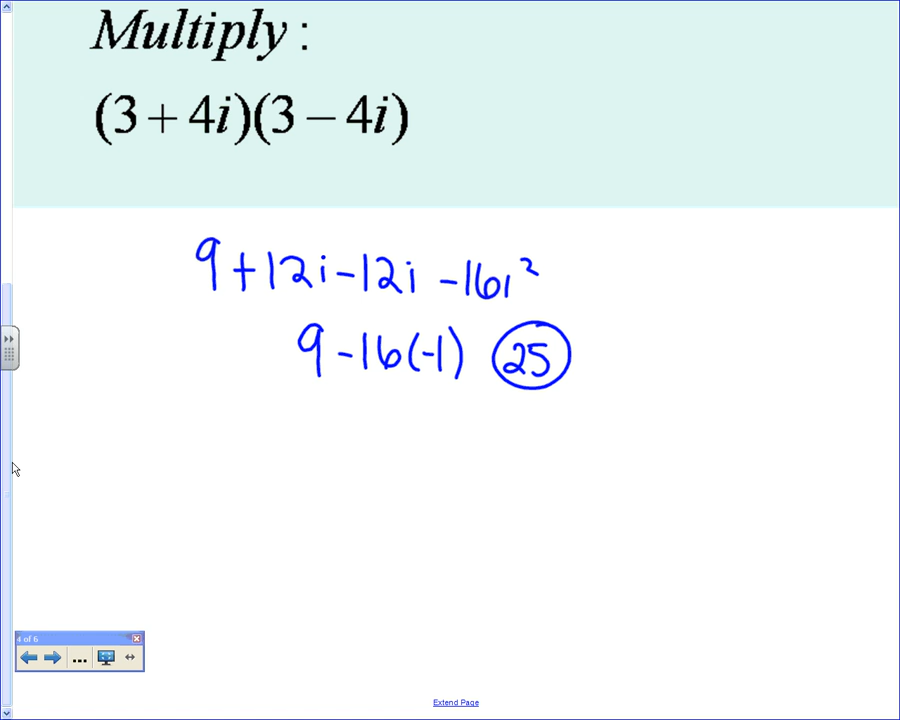 Multiply :
(3 + 4i)(3 − 4i)
9 + 12i − 12i − 16i²
9 − 16(−1) 25
4 of 6
...
Extend Page